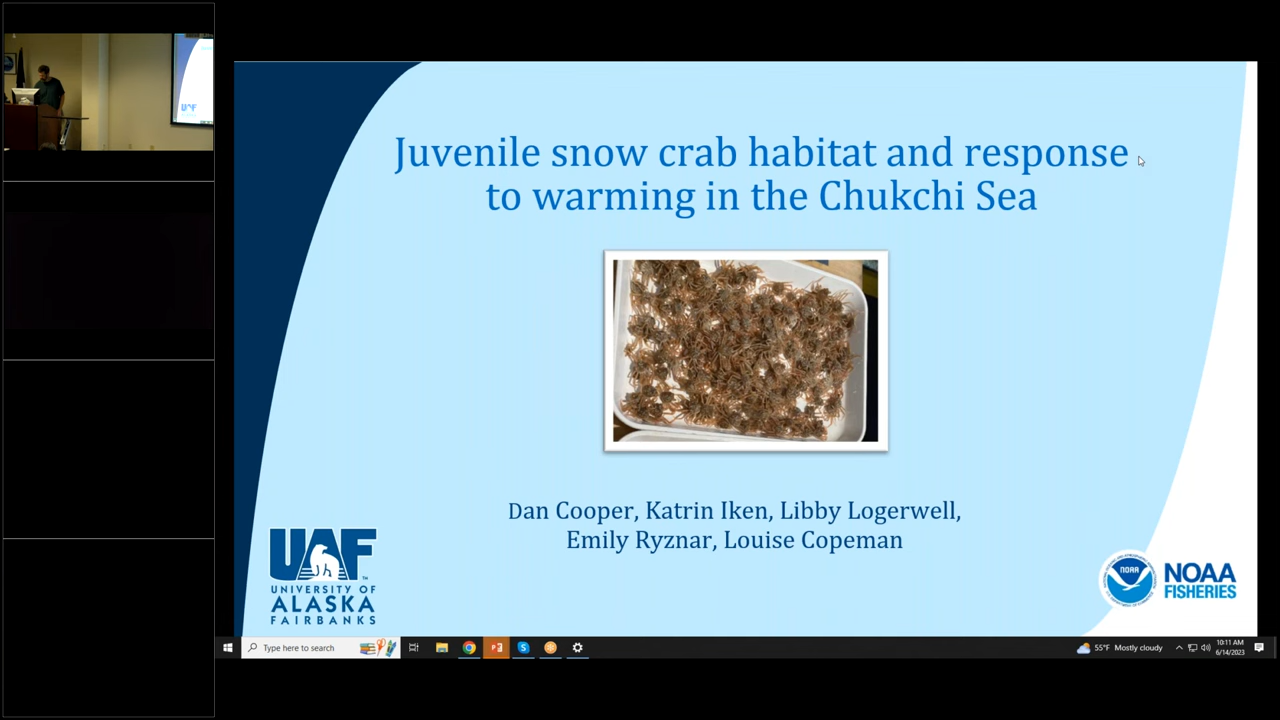 Juvenile snow crab habitat and response
to warming in the Chukchi Sea
Dan Cooper, Katrin Iken, Libby Logerwell,
Emily Ryznar, Louise Copeman
UAF
UNIVERSITY OF
ALASKA
FAIRBANKS
NOAA
NOAA
FISHERIES
Type here to search
55°F Mostly cloudy
10:11 AM
6/14/2023